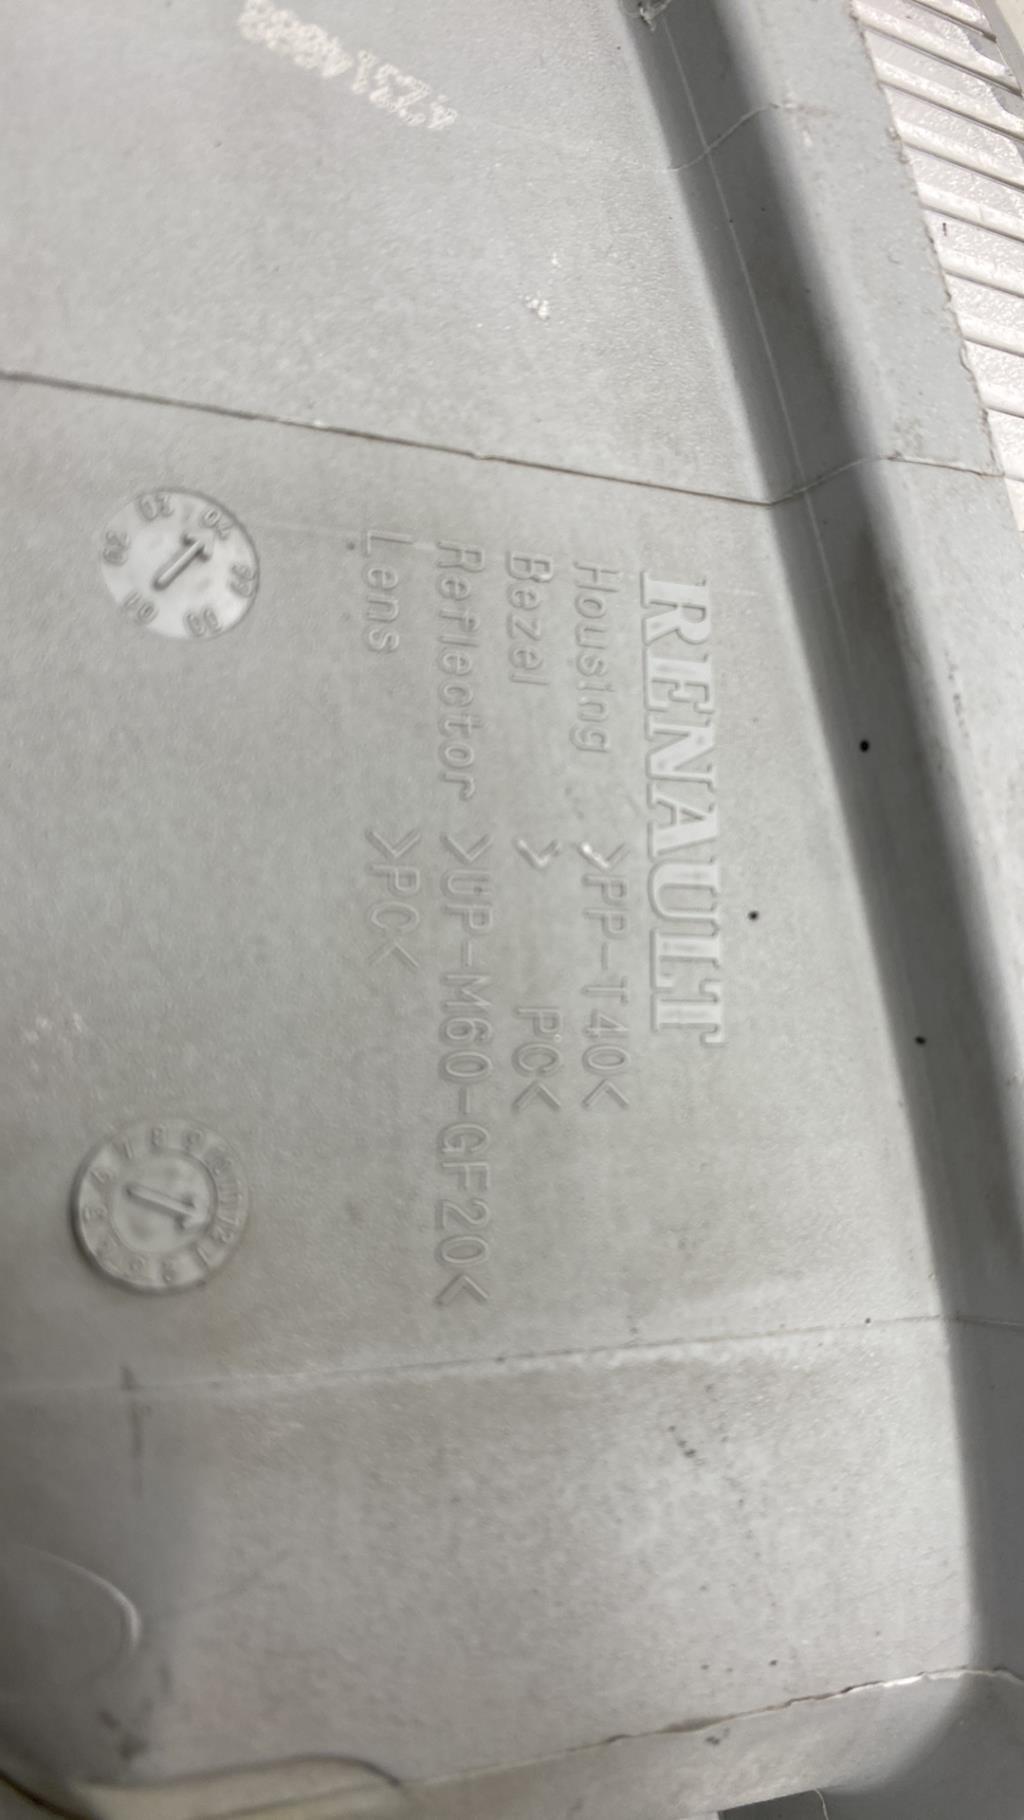 RENAULT
Housing >PP-T40<
Bezel > PC<
Reflector >UP-M60-GF20<
Lens >PC<